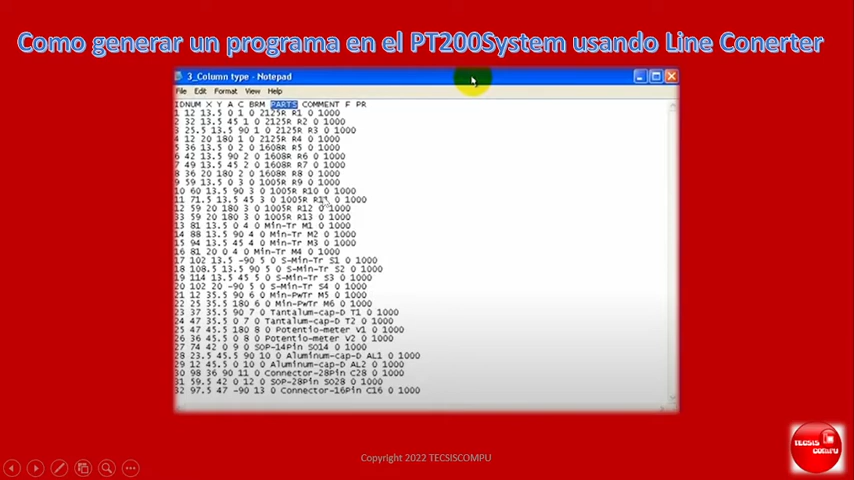 Como generar un programa en el PT200System usando Line Conerter
3_Column type - Notepad
File Edit Format View Help
IDNUM X Y A C BRM PARTS COMMENT F PR
1 12 13.5 0 1 0 2125R R1 0 1000
2 32 13.5 45 1 0 2125R R2 0 1000
3 25.5 13.5 90 1 0 2125R R3 0 1000
4 12 20 180 1 0 2125R R4 0 1000
5 36 13.5 0 2 0 1608R R5 0 1000
6 42 13.5 90 2 0 1608R R6 0 1000
7 49 13.5 45 2 0 1608R R7 0 1000
8 36 20 180 2 0 1608R R8 0 1000
9 59 13.5 0 3 0 1005R R9 0 1000
10 60 13.5 90 3 0 1005R R10 0 1000
11 71.5 13.5 45 3 0 1005R R11 0 1000
12 59 20 180 3 0 1005R R12 0 1000
33 59 20 180 3 0 1005R R13 0 1000
13 81 13.5 0 4 0 Min-Tr M1 0 1000
14 88 13.5 90 4 0 Min-Tr M2 0 1000
15 94 13.5 45 4 0 Min-Tr M3 0 1000
16 81 20 0 4 0 Min-Tr M4 0 1000
17 102 13.5 -90 5 0 S-Min-Tr S1 0 1000
18 108.5 13.5 90 5 0 S-Min-Tr S2 0 1000
19 114 13.5 45 5 0 S-Min-Tr S3 0 1000
20 102 20 -90 5 0 S-Min-Tr S4 0 1000
21 12 35.5 90 6 0 Min-PwTr M5 0 1000
22 25 35.5 180 6 0 Min-PwTr M6 0 1000
23 37 35.5 90 7 0 Tantalum-cap-D T1 0 1000
24 47 35.5 0 7 0 Tantalum-cap-D T2 0 1000
25 47 45.5 180 8 0 Potentio-meter V1 0 1000
26 36 45.5 0 8 0 Potentio-meter V2 0 1000
27 74 42 0 9 0 SOP-14Pin SO14 0 1000
28 23.5 45.5 90 10 0 Aluminum-cap-D AL1 0 1000
29 12 45.5 0 10 0 Aluminum-cap-D AL2 0 1000
30 98 36 90 11 0 Connector-28Pin C28 0 1000
31 59.5 42 0 12 0 SOP-28Pin SO28 0 1000
32 97.5 47 -90 13 0 Connector-16Pin C16 0 1000
Copyright 2022 TECSISCOMPU
TECSIS
COMPU